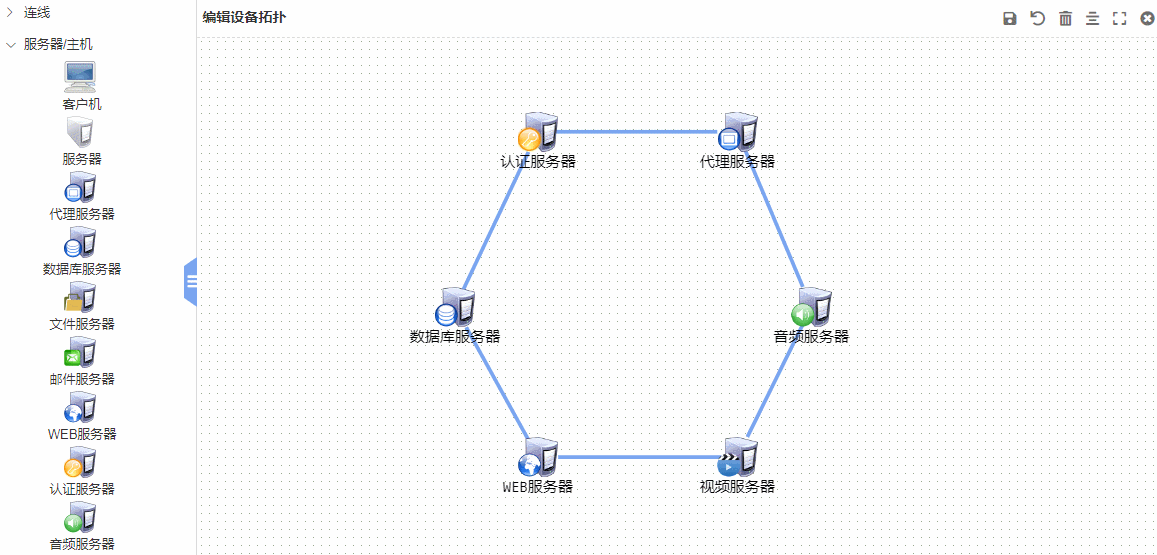 连线
服务器/主机
客户机
服务器
代理服务器
数据库服务器
文件服务器
邮件服务器
WEB服务器
认证服务器
音频服务器
编辑设备拓扑
认证服务器
代理服务器
数据库服务器
音频服务器
WEB服务器
视频服务器